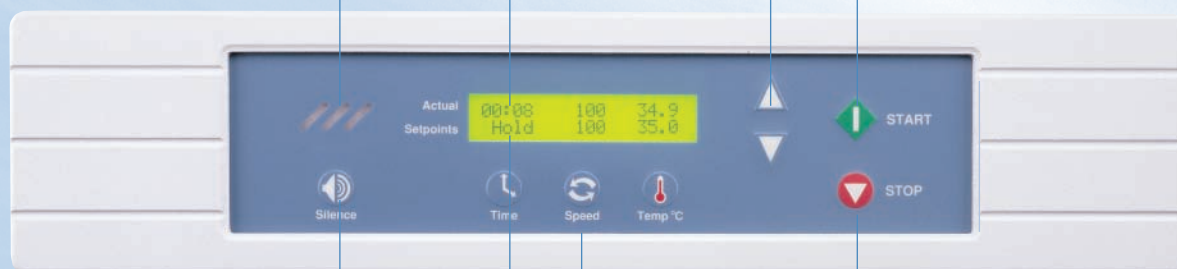 Actual 00:08 100 34.9
Setpoints Hold 100 35.0
START
STOP
Silence Time Speed Temp °C